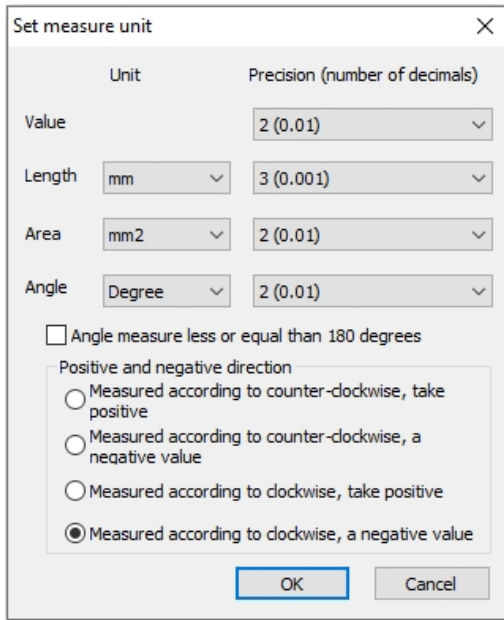 Set measure unit
Unit Precision (number of decimals)
Value 2 (0.01)
Length mm 3 (0.001)
Area mm2 2 (0.01)
Angle Degree 2 (0.01)
Angle measure less or equal than 180 degrees
Positive and negative direction
Measured according to counter-clockwise, take
positive
Measured according to counter-clockwise, a
negative value
Measured according to clockwise, take positive
Measured according to clockwise, a negative value
OK Cancel